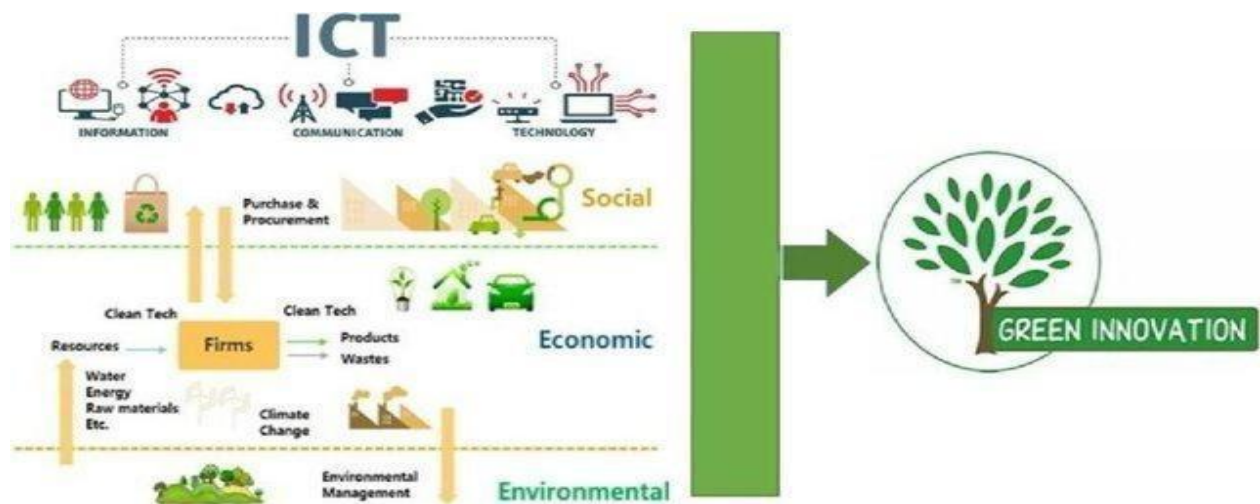 ICT
INFORMATION
COMMUNICATION
TECHNOLOGY
Purchase &
Procurement
Social
Clean Tech
Clean Tech
Resources
Firms
Products
Wastes
Economic
Water
Energy
Raw materials
Etc.
Climate
Change
Environmental
Management
Environmental
GREEN INNOVATION